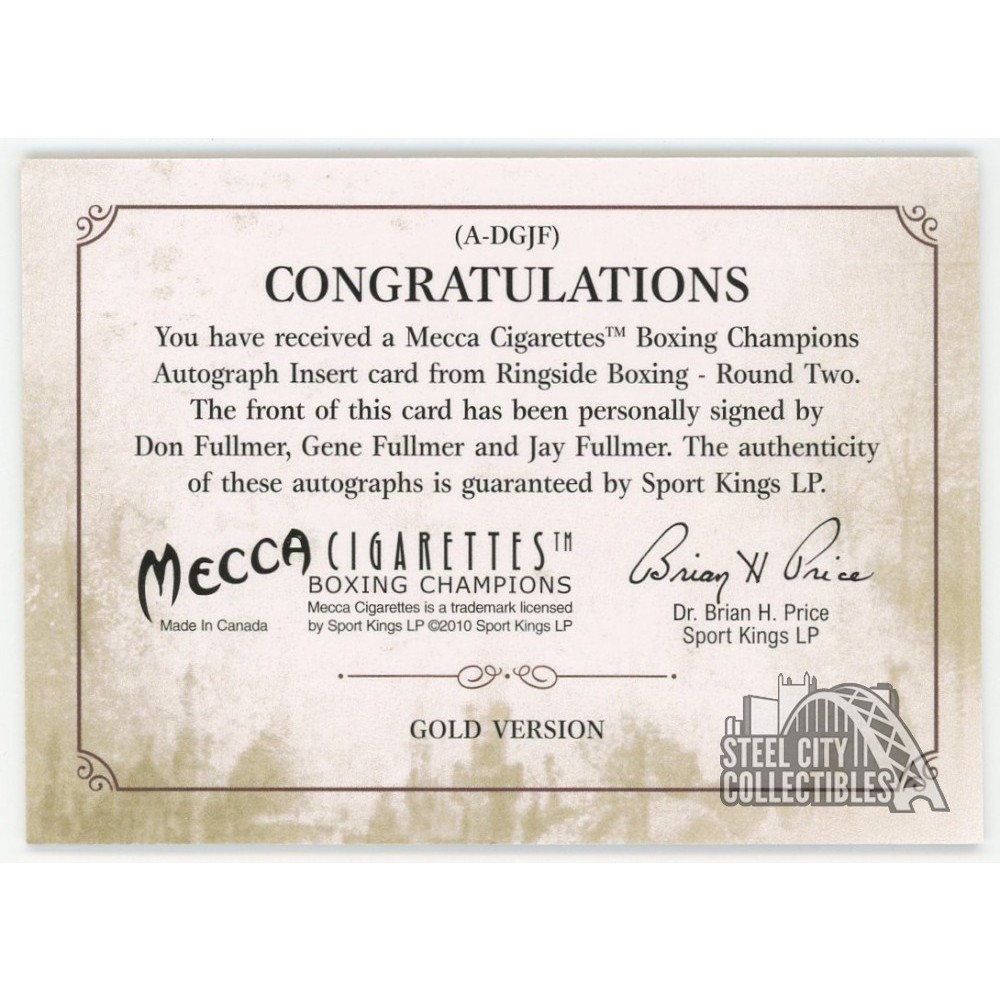 (A-DGJF)
CONGRATULATIONS
You have received a Mecca Cigarettes™ Boxing Champions
Autograph Insert card from Ringside Boxing - Round Two.
The front of this card has been personally signed by
Don Fullmer, Gene Fullmer and Jay Fullmer. The authenticity
of these autographs is guaranteed by Sport Kings LP.
MECCA CIGARETTES™
BOXING CHAMPIONS
Mecca Cigarettes is a trademark licensed
by Sport Kings LP ©2010 Sport Kings LP
Made In Canada
Brian H Price
Dr. Brian H. Price
Sport Kings LP
GOLD VERSION
STEEL CITY
COLLECTIBLES